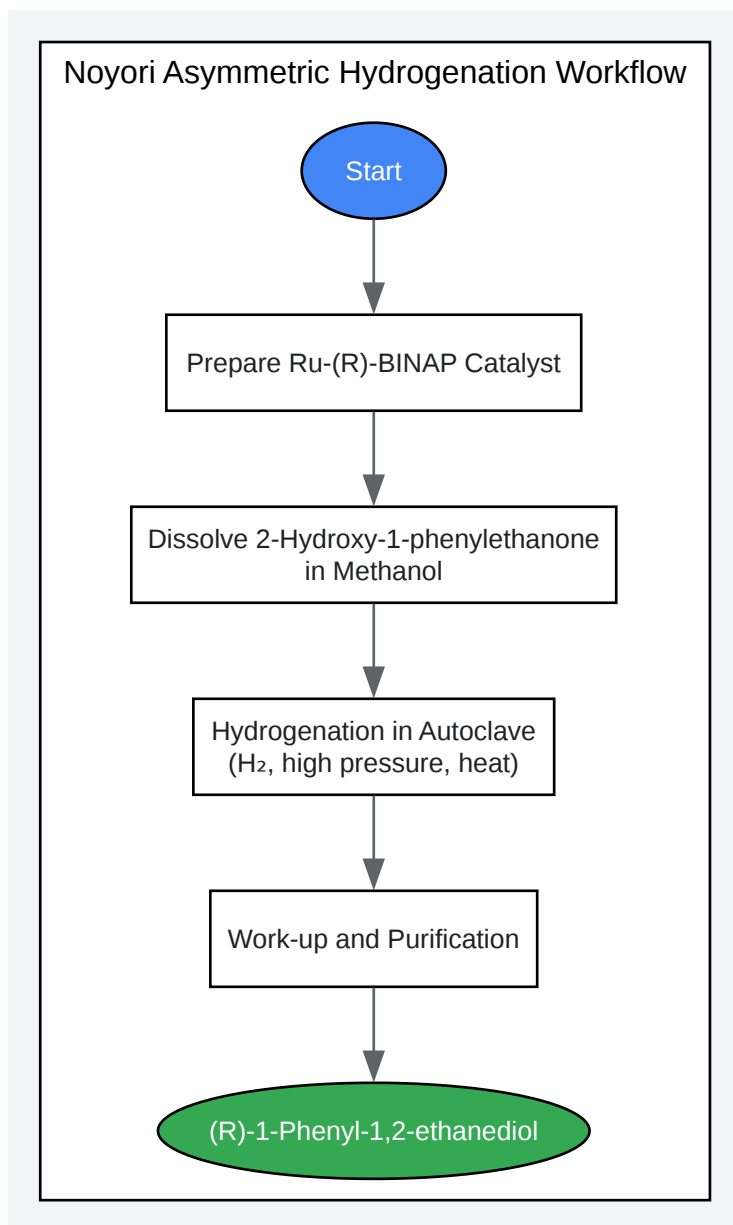 Noyori Asymmetric Hydrogenation Workflow
Start
Prepare Ru-(R)-BINAP Catalyst
Dissolve 2-Hydroxy-1-phenylethanone
in Methanol
Hydrogenation in Autoclave
(H₂, high pressure, heat)
Work-up and Purification
(R)-1-Phenyl-1,2-ethanediol